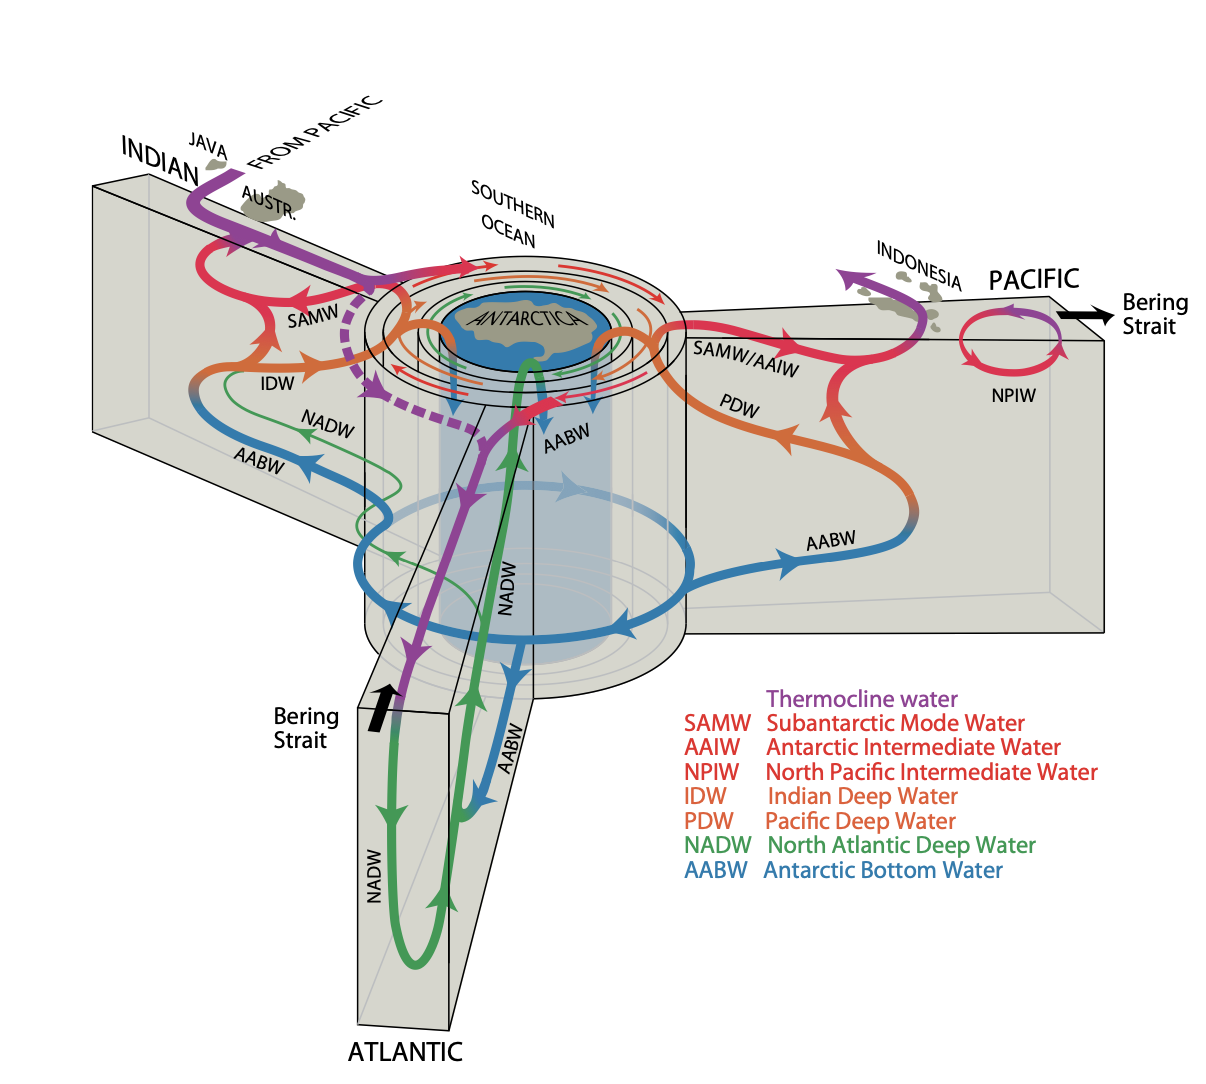 FROM PACIFIC
JAVA
INDIAN
AUSTR.
SOUTHERN
OCEAN
INDONESIA
PACIFIC
Bering
Strait
ANTARCTICA
SAMW
SAMW/AAIW
IDW
NPIW
PDW
NADW
AABW
AABW
AABW
NADW
Bering
Strait
AABW
NADW
ATLANTIC
Thermocline water
SAMW Subantarctic Mode Water
AAIW Antarctic Intermediate Water
NPIW North Pacific Intermediate Water
IDW Indian Deep Water
PDW Pacific Deep Water
NADW North Atlantic Deep Water
AABW Antarctic Bottom Water